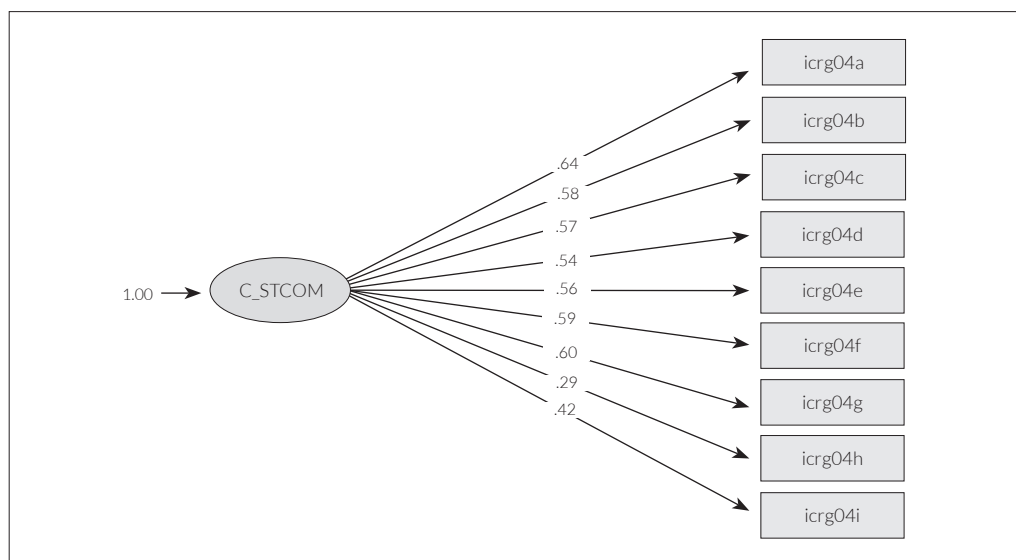 icrg04a
icrg04b
.64
.58
icrg04c
.57
icrg04d
.54
1.00
C_STCOM
.56
icrg04e
.59
icrg04f
.60
.29
icrg04g
.42
icrg04h
icrg04i